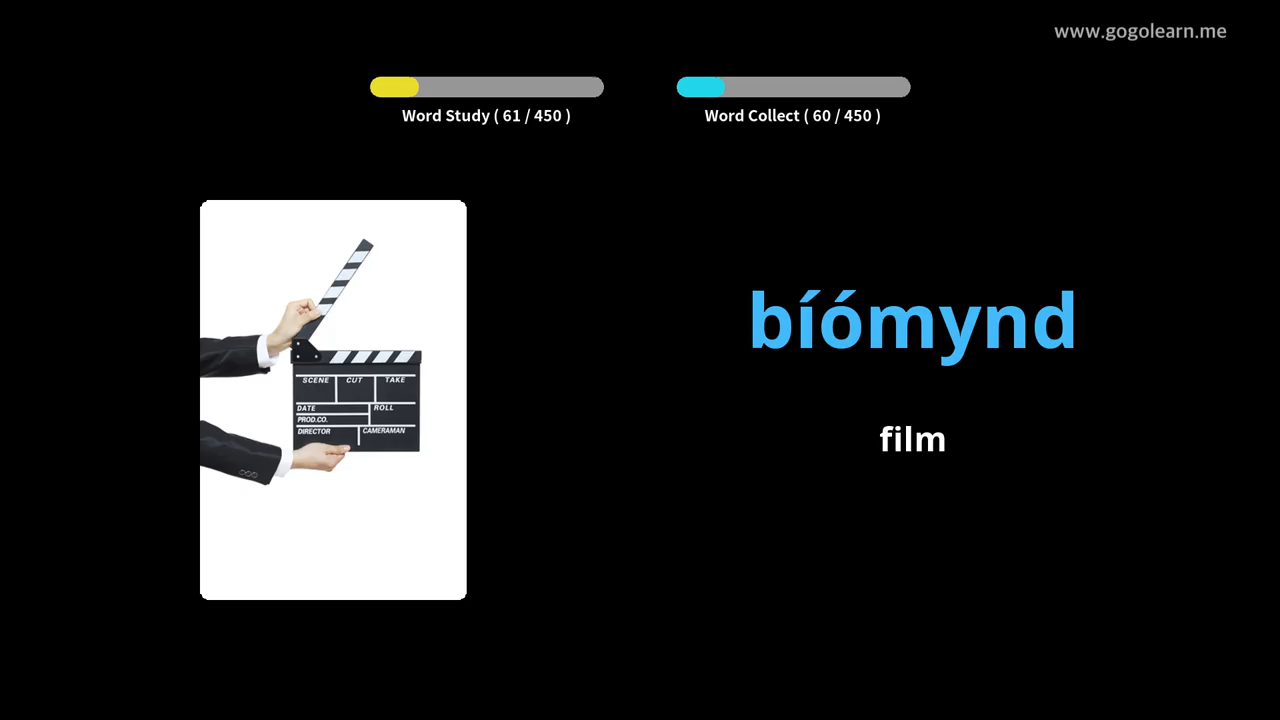 www.gogolearn.me
Word Study ( 61 / 450 )
Word Collect ( 60 / 450 )
SCENE CUT TAKE
DATE ROLL
PROD.CO.
DIRECTOR CAMERAMAN
bíómynd
film